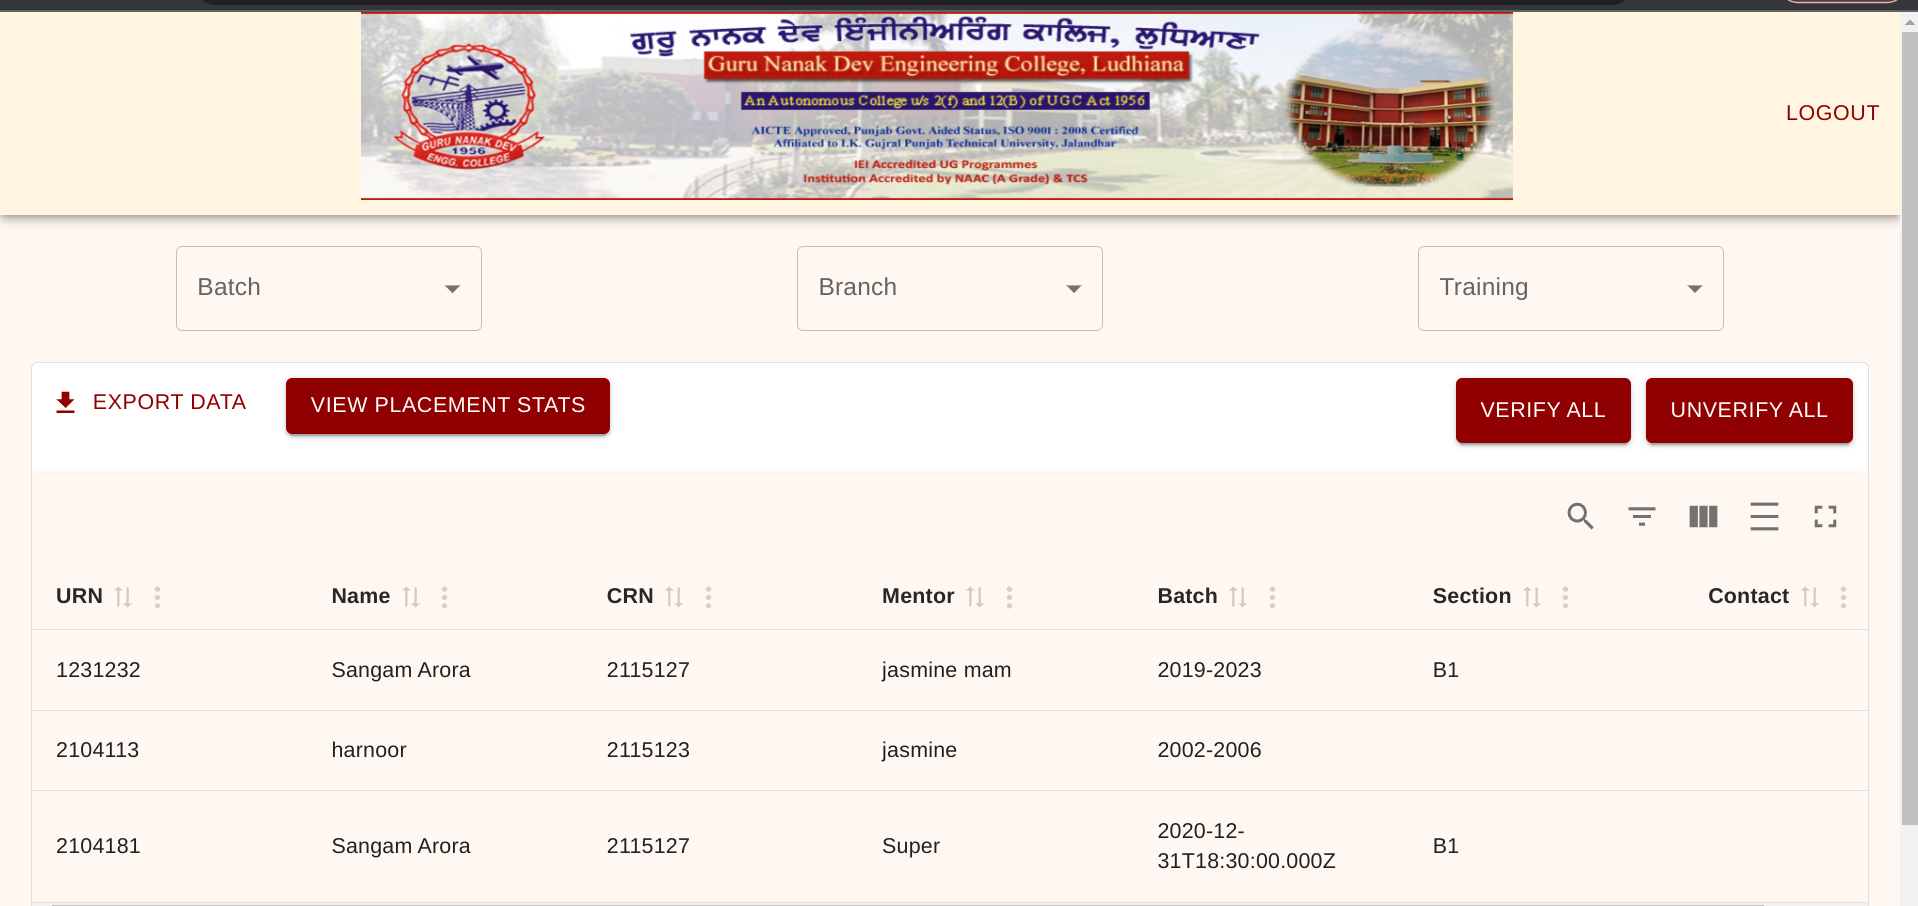 ਗੁਰੂ ਨਾਨਕ ਦੇਵ ਇੰਜੀਨੀਅਰਿੰਗ ਕਾਲਿਜ, ਲੁਧਿਆਣਾ
Guru Nanak Dev Engineering College, Ludhiana
An Autonomous College u/s 2(f) and 12(B) of UGC Act 1956
AICTE Approved, Punjab Govt. Aided Status, ISO 9001 : 2008 Certified
Affiliated to I.K. Gujral Punjab Technical University, Jalandhar
IEI Accredited UG Programmes
Institution Accredited by NAAC (A Grade) & TCS
GURU NANAK DEV
1956
ENGG. COLLEGE
LOGOUT
Batch Branch Training
EXPORT DATA VIEW PLACEMENT STATS VERIFY ALL UNVERIFY ALL
URN Name CRN Mentor Batch Section Contact
1231232 Sangam Arora 2115127 jasmine mam 2019-2023 B1
2104113 harnoor 2115123 jasmine 2002-2006
2104181 Sangam Arora 2115127 Super 2020-12-31T18:30:00.000Z B1